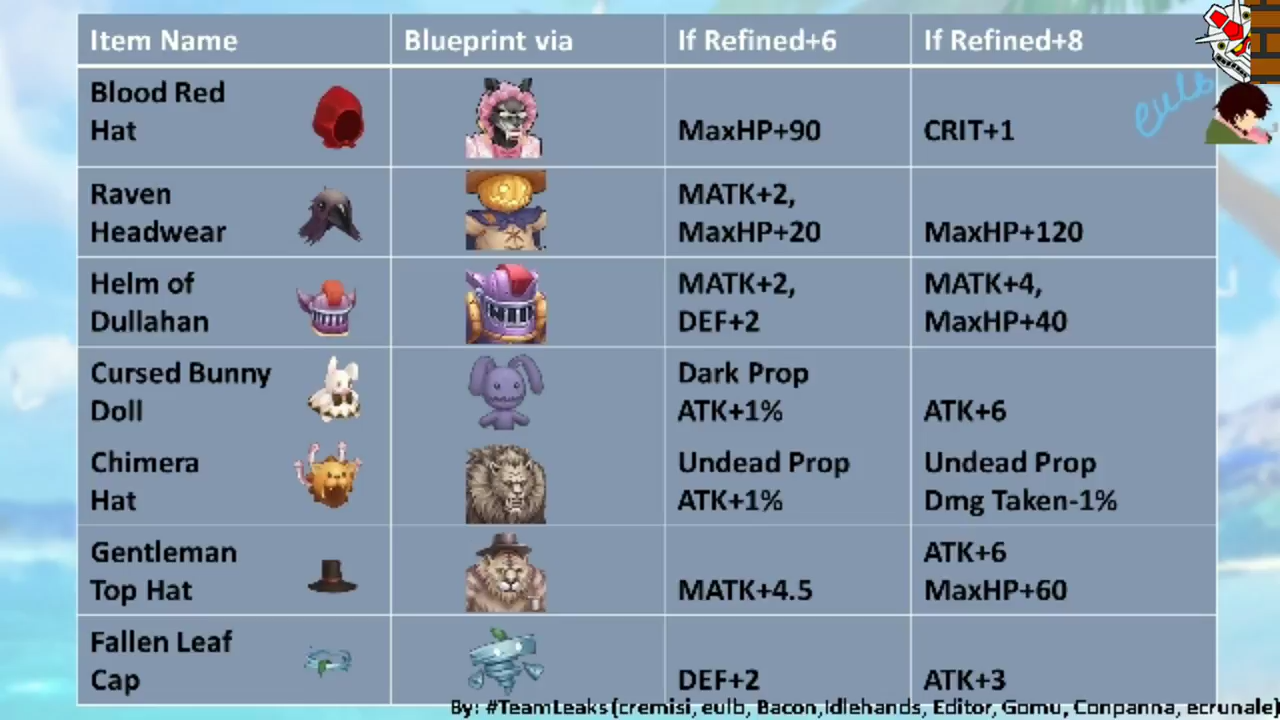 Item Name Blueprint via If Refined+6 If Refined+8
Blood Red
Hat MaxHP+90 CRIT+1
eulb
Raven MATK+2,
Headwear MaxHP+20 MaxHP+120
Helm of MATK+2, MATK+4,
Dullahan DEF+2 MaxHP+40
Cursed Bunny Dark Prop
Doll ATK+1% ATK+6
Chimera Undead Prop Undead Prop
Hat ATK+1% Dmg Taken-1%
Gentleman ATK+6
Top Hat MATK+4.5 MaxHP+60
Fallen Leaf
Cap DEF+2 ATK+3
By: #TeamLeaks(cremisi, eulb, Bacon,Idlehands, Editor, Gomu, Conpanna, ecrunale)